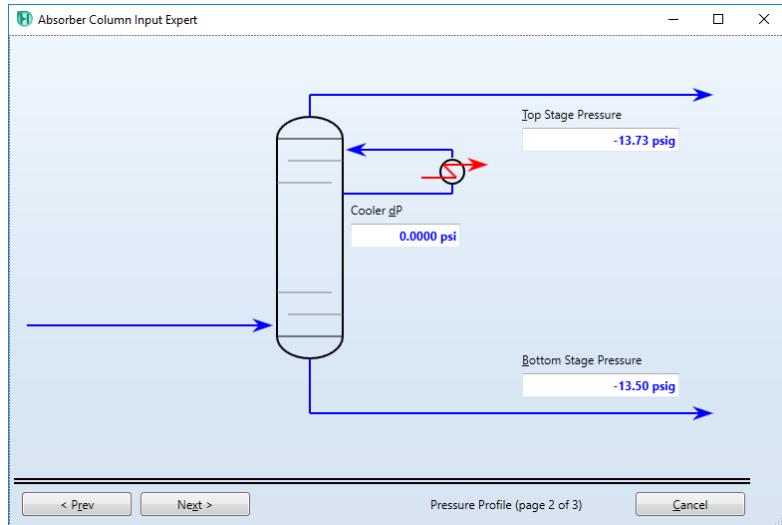 Absorber Column Input Expert
Top Stage Pressure
-13.73 psig
Cooler dP
0.0000 psi
Bottom Stage Pressure
-13.50 psig
< Prev
Next >
Pressure Profile (page 2 of 3)
Cancel